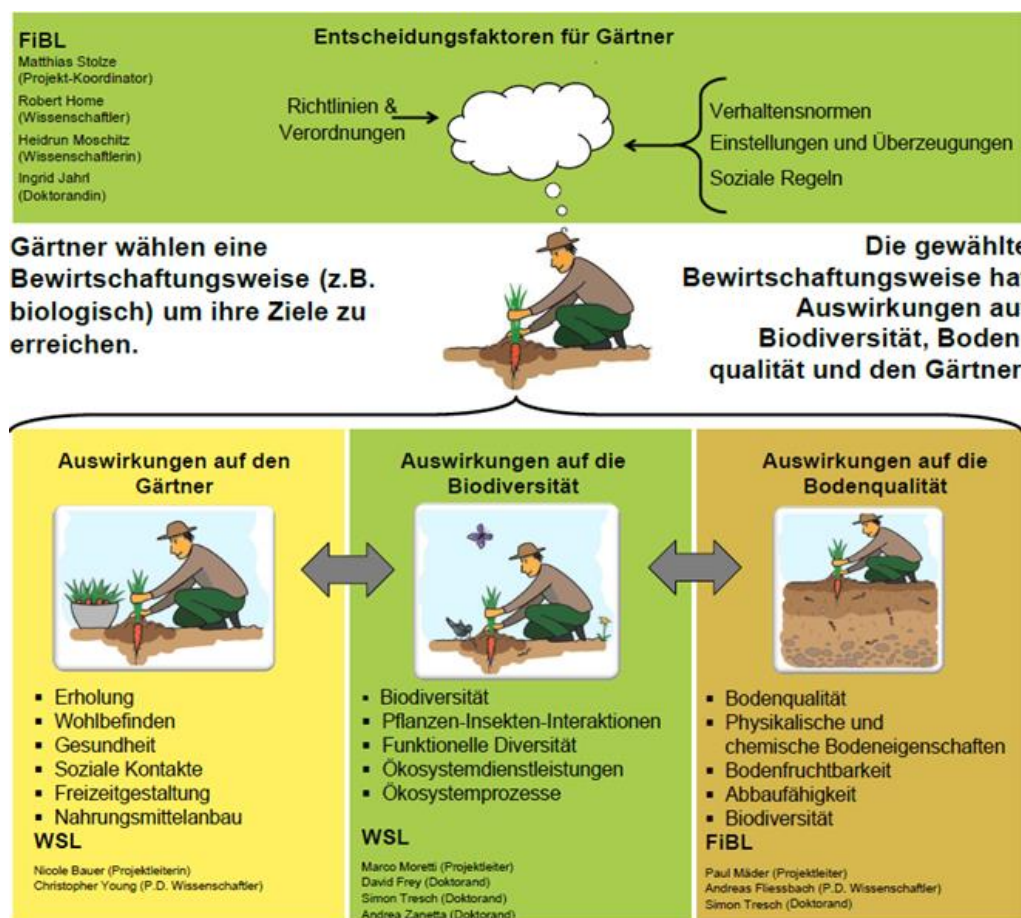 FiBL
Matthias Stolze
(Projekt-Koordinator)
Robert Home
(Wissenschaftler)
Heidrun Moschitz
(Wissenschaftlerin)
Ingrid Jahrl
(Doktorandin)
Entscheidungsfaktoren für Gärtner
Richtlinien &
Verordnungen
Verhaltensnormen
Einstellungen und Überzeugungen
Soziale Regeln
Gärtner wählen eine
Bewirtschaftungsweise (z.B.
biologisch) um ihre Ziele zu
erreichen.
Die gewählte
Bewirtschaftungsweise hat
Auswirkungen auf
Biodiversität, Boden-
qualität und den Gärtner
Auswirkungen auf den
Gärtner
▪ Erholung
▪ Wohlbefinden
▪ Gesundheit
▪ Soziale Kontakte
▪ Freizeitgestaltung
▪ Nahrungsmittelanbau
WSL
Nicole Bauer (Projektleiterin)
Christopher Young (P.D. Wissenschaftler)
Auswirkungen auf die
Biodiversität
▪ Biodiversität
▪ Pflanzen-Insekten-Interaktionen
▪ Funktionelle Diversität
▪ Ökosystemdienstleistungen
▪ Ökosystemprozesse
WSL
Marco Moretti (Projektleiter)
David Frey (Doktorand)
Simon Tresch (Doktorand)
Andrea Zanetta (Doktorand)
Auswirkungen auf die
Bodenqualität
▪ Bodenqualität
▪ Physikalische und
chemische Bodeneigenschaften
▪ Bodenfruchtbarkeit
▪ Abbaufähigkeit
▪ Biodiversität
FiBL
Paul Mäder (Projektleiter)
Andreas Fliessbach (P.D. Wissenschaftler)
Simon Tresch (Doktorand)